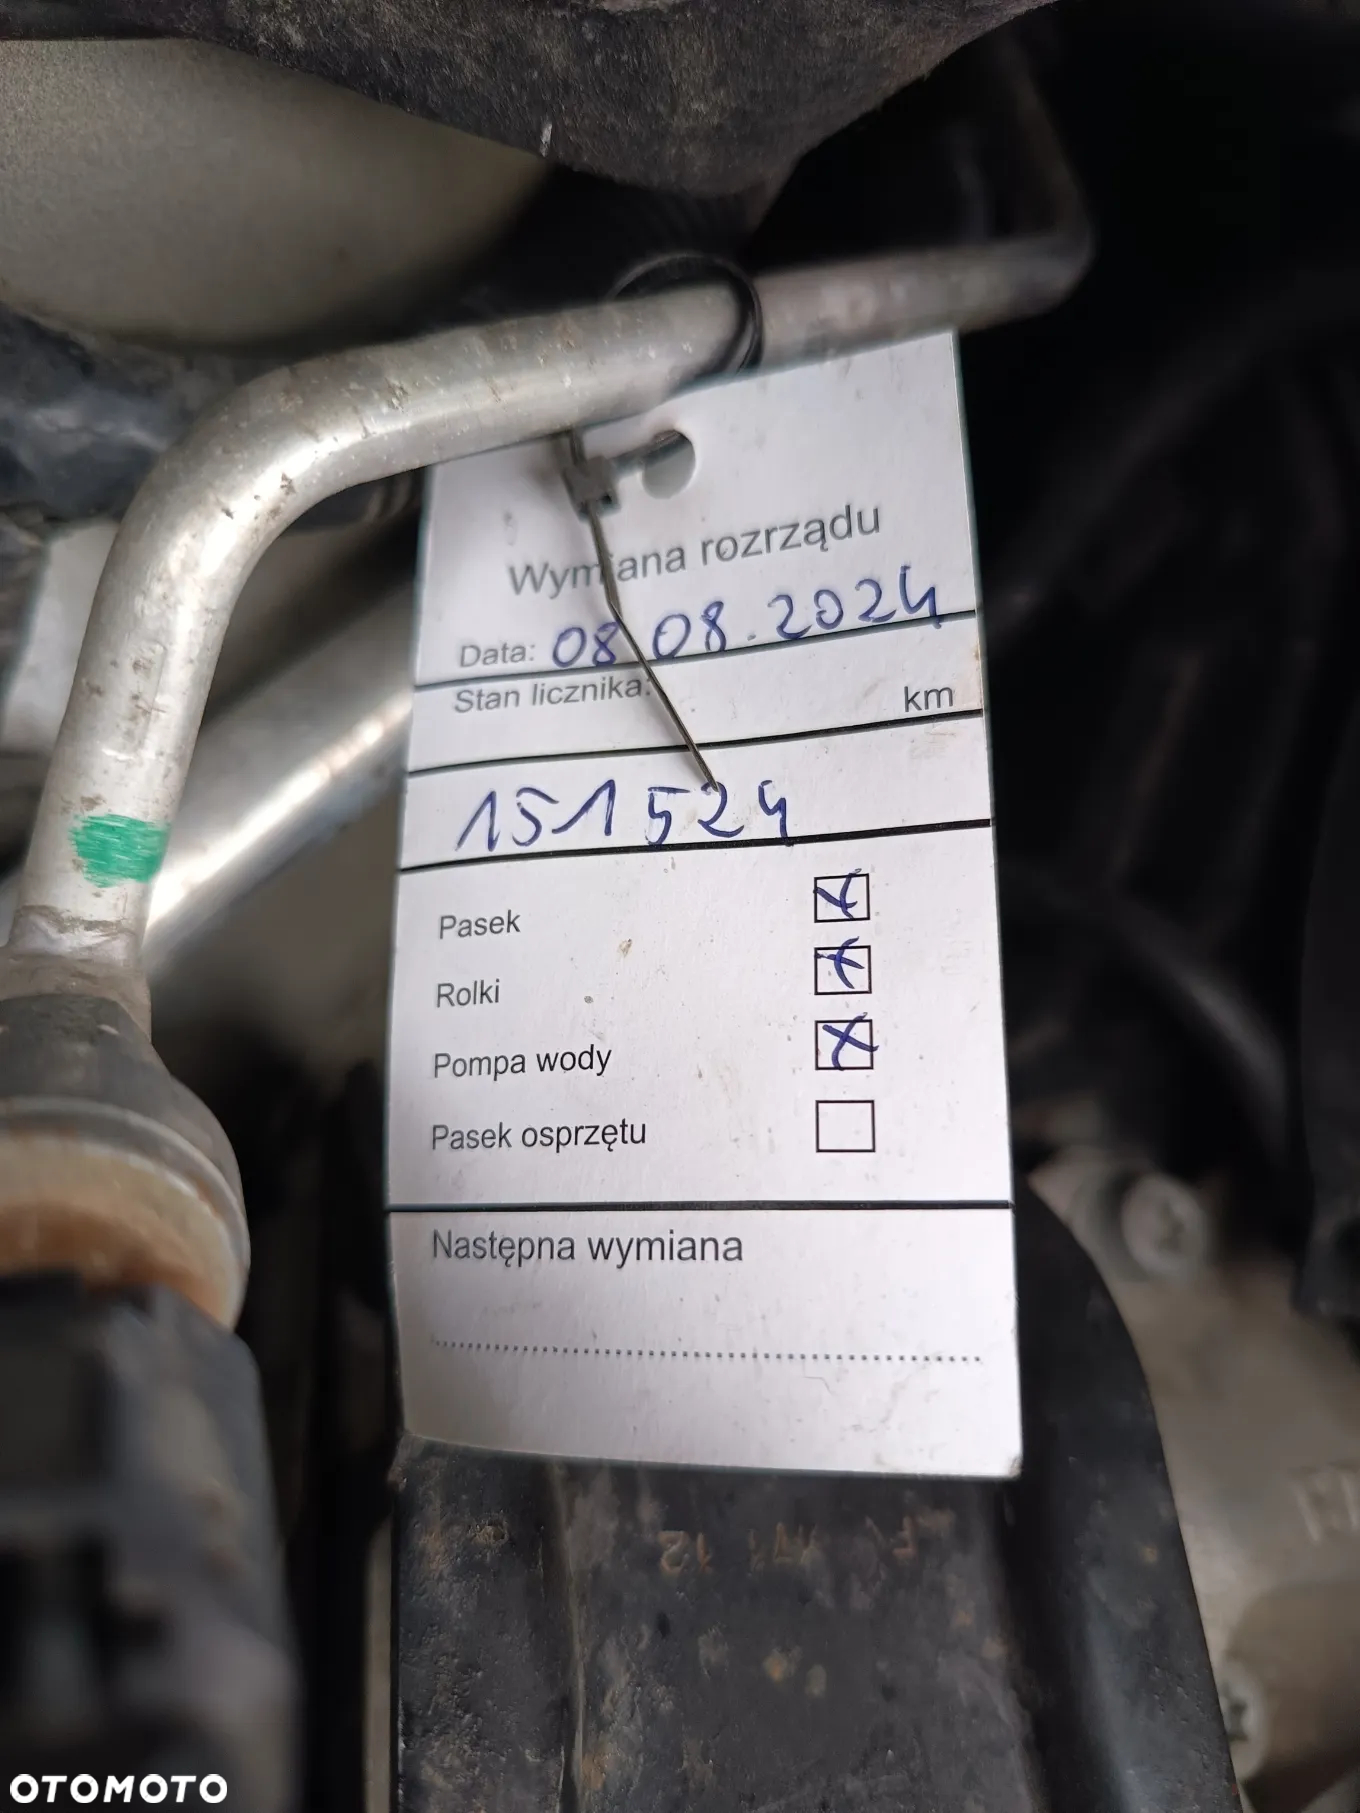 Wymiana rozrządu
Data: 08 08.2024
Stan licznika: km
151524
Pasek
Rolki
Pompa wody
Pasek osprzętu
Następna wymiana
OTOMOTO